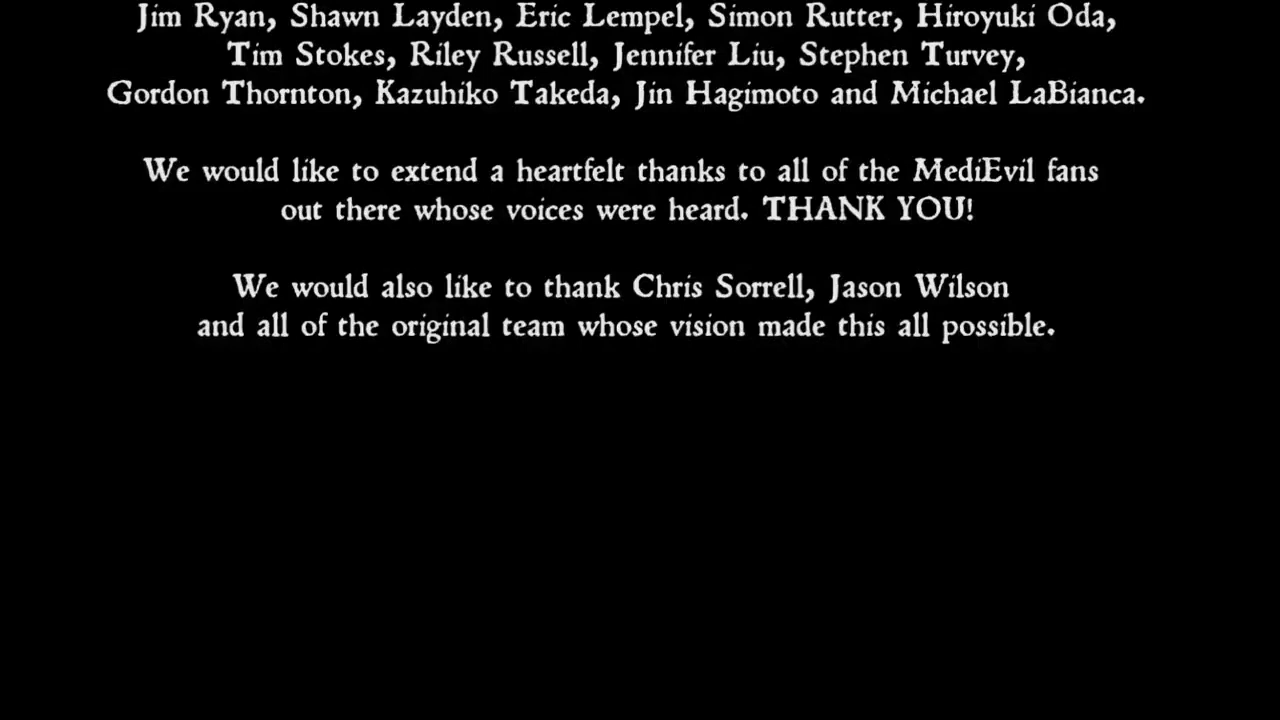 Jim Ryan, Shawn Layden, Eric Lempel, Simon Rutter, Hiroyuki Oda,
Tim Stokes, Riley Russell, Jennifer Liu, Stephen Turvey,
Gordon Thornton, Kazuhiko Takeda, Jin Hagimoto and Michael LaBianca.
We would like to extend a heartfelt thanks to all of the MediEvil fans
out there whose voices were heard. THANK YOU!
We would also like to thank Chris Sorrell, Jason Wilson
and all of the original team whose vision made this all possible.